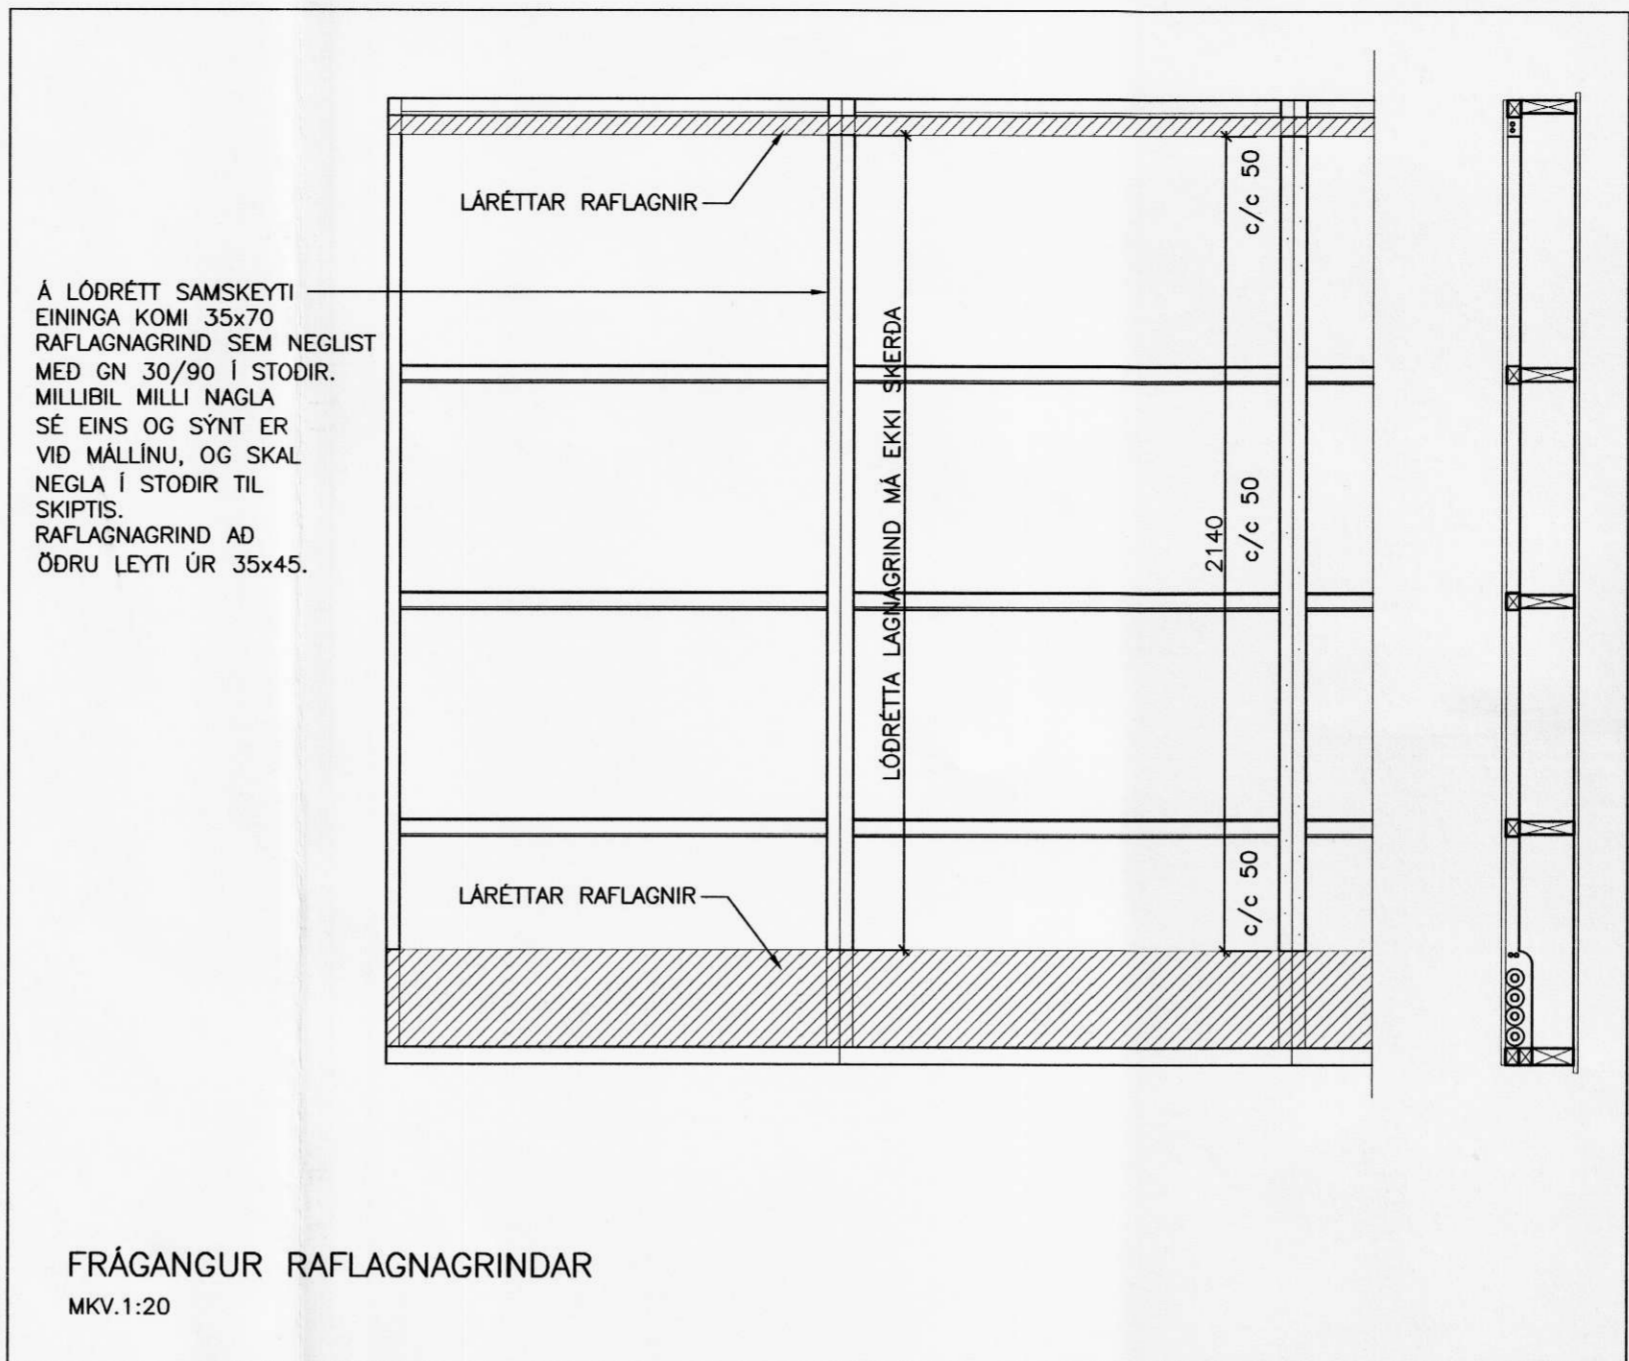 LÁRÉTTAR RAFLAGNIR
Á LÓÐRÉTT SAMSKEYTI
EININGA KOMI 35x70
RAFLAGNAGRIND SEM NEGLIST
MEÐ GN 30/90 Í STOÐIR.
MILLIBIL MILLI NAGLA
SÉ EINS OG SÝNT ER
VIÐ MÁLLÍNU, OG SKAL
NEGLA Í STOÐIR TIL
SKIPTIS.
RAFLAGNAGRIND AÐ
ÖÐRU LEYTI ÚR 35x45.
LÓÐRÉTTA LAGNAGRIND MÁ EKKI SKERÐA
2140
c/c 50
c/c 50
c/c 50
LÁRÉTTAR RAFLAGNIR
FRÁGANGUR RAFLAGNAGRINDAR
MKV.1:20